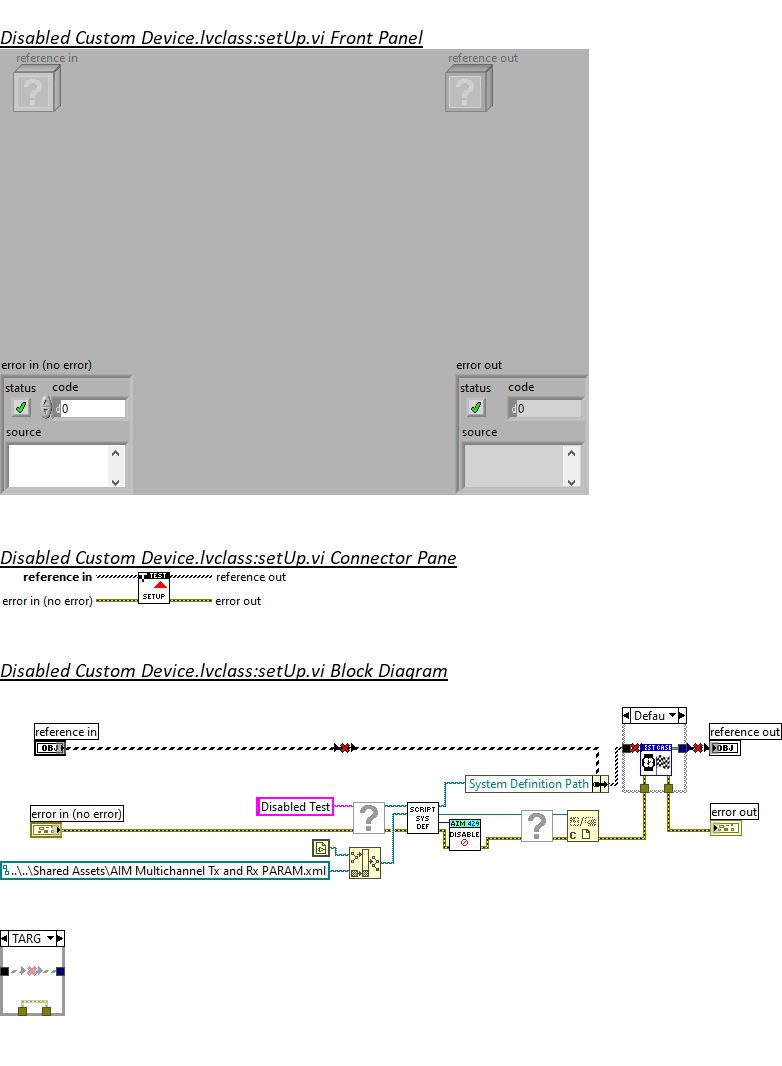 Disabled Custom Device.lvclass:setUp.vi Front Panel
reference in
reference out
?
?
error in (no error)
error out
status
code
status
code
d
0
d
0
source
source
Disabled Custom Device.lvclass:setUp.vi Connector Pane
reference in
TEST
reference out
error in (no error)
SETUP
error out
Disabled Custom Device.lvclass:setUp.vi Block Diagram
Defau
reference in
reference out
OBJ
EST CASE
OBJ
System Definition Path
Disabled Test
error in (no error)
?
SCRIPT
SYS
DEF
AIM 429
DISABLE
?
C
error out
..\..\Shared Assets\AIM Multichannel Tx and Rx PARAM.xml
TARG